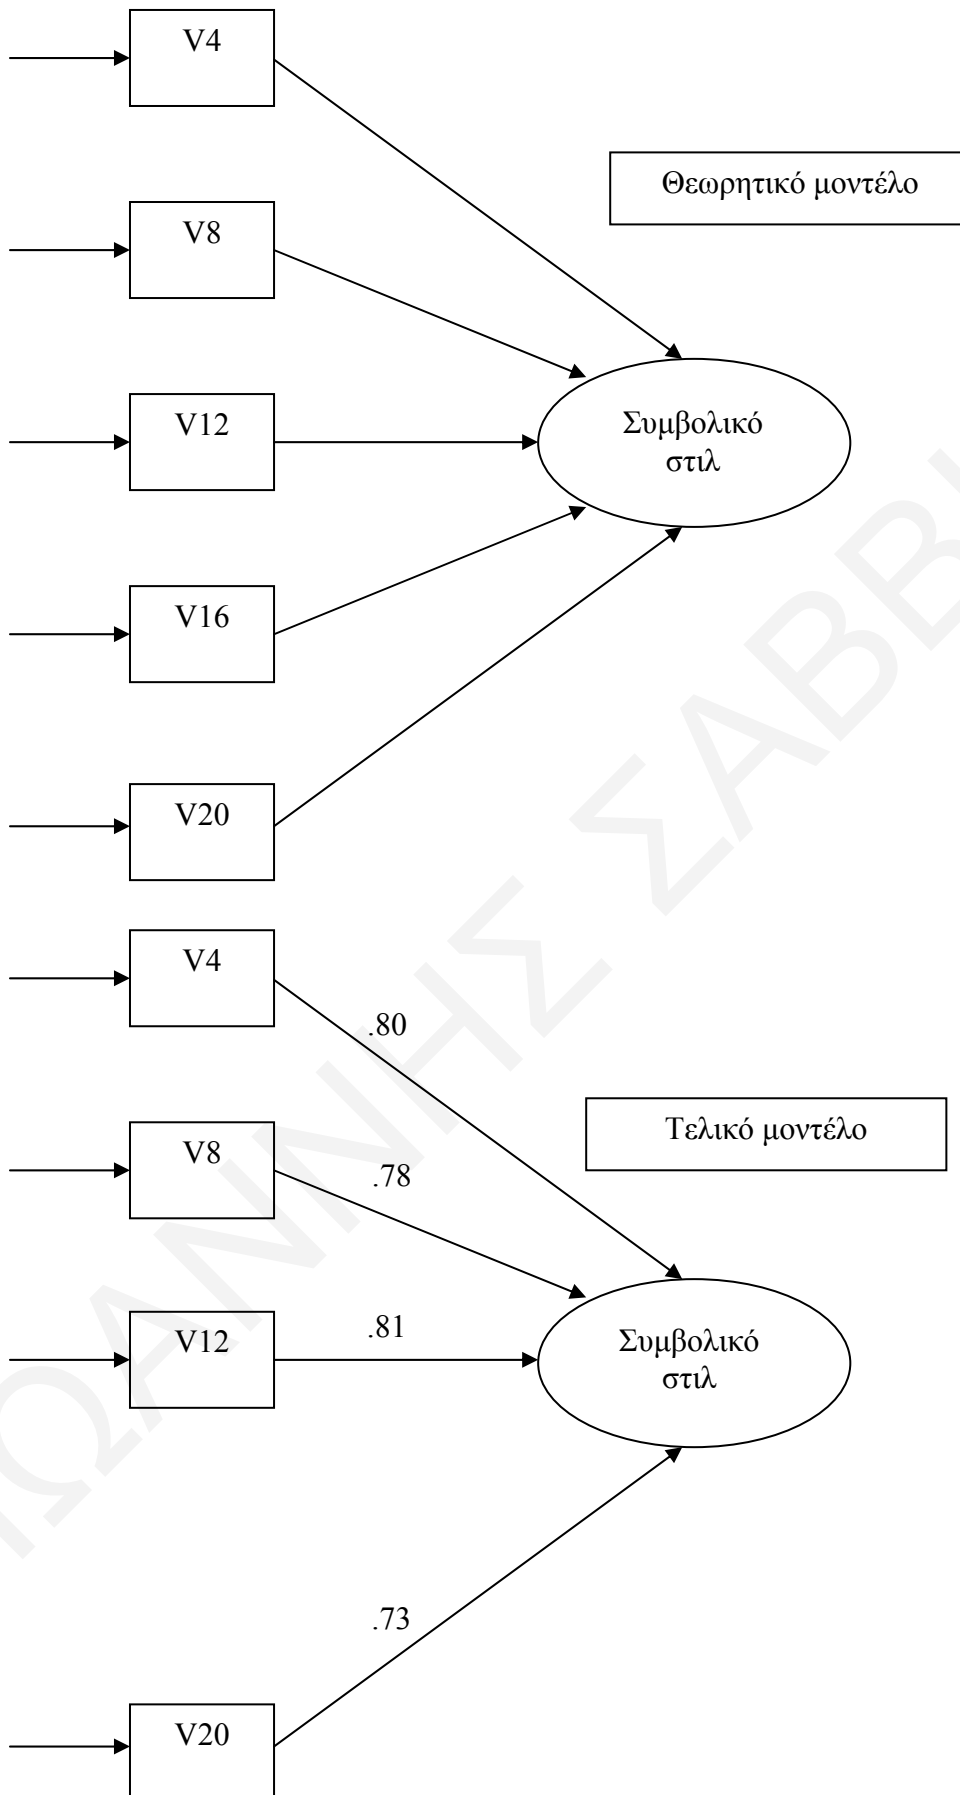 V4
Θεωρητικό μοντέλο
V8
V12
Συμβολικό
στιλ
V16
V20
V4
.80
Τελικό μοντέλο
V8
.78
V12
.81
Συμβολικό
στιλ
.73
V20